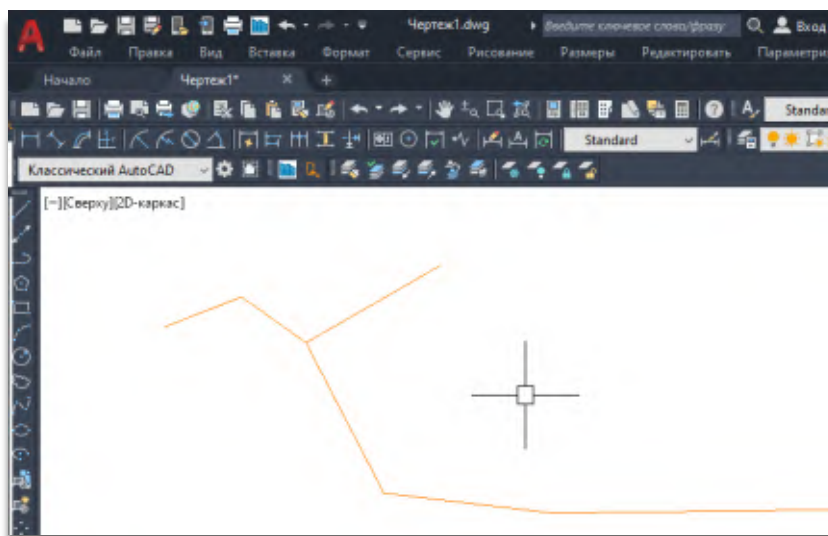 Чертеж1.dwg Введите ключевое слово/фразу Вход
Файл Правка Вид Вставка Формат Сервис Рисование Размеры Редактировать Параметри
Начало Чертеж1* × +
Standa
Standard
Классический AutoCAD
[−][Сверху][2D-каркас]